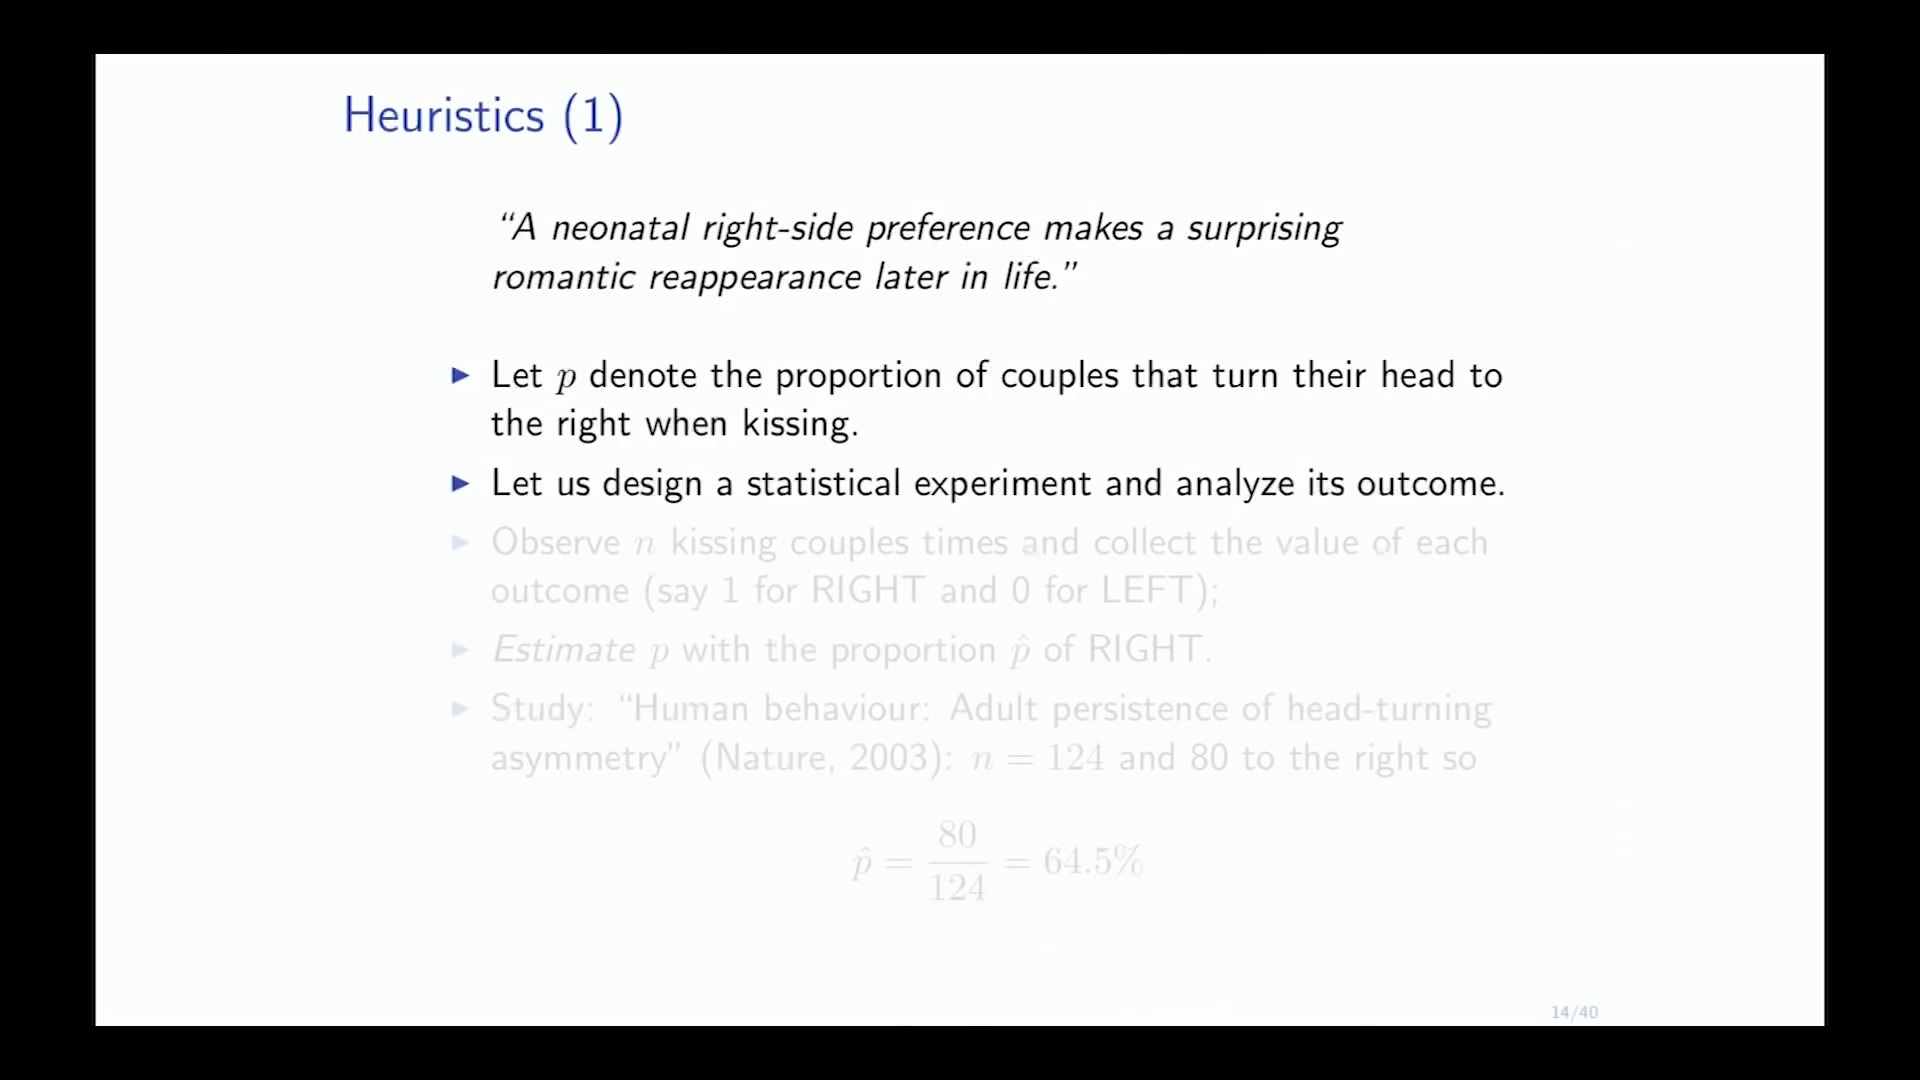 Heuristics (1)
“A neonatal right-side preference makes a surprising
romantic reappearance later in life.”
▶ Let p denote the proportion of couples that turn their head to
the right when kissing.
▶ Let us design a statistical experiment and analyze its outcome.
▶ Observe n kissing couples times and collect the value of each
outcome (say 1 for RIGHT and 0 for LEFT);
▶ Estimate p with the proportion p̂ of RIGHT.
▶ Study: “Human behaviour: Adult persistence of head-turning
asymmetry” (Nature, 2003): n = 124 and 80 to the right so
p̂ = 80/124 = 64.5%
14/40